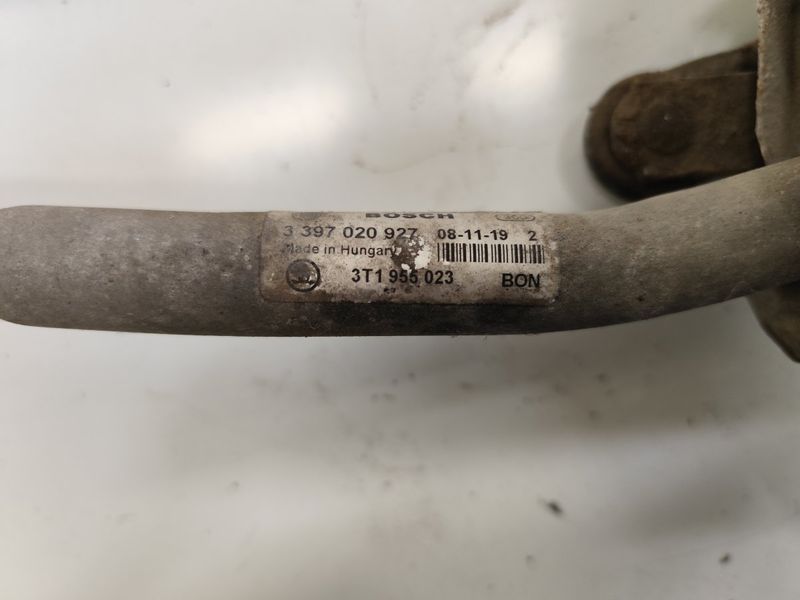 BOSCH
3 397 020 927 08-11-19 2
Made in Hungary
3T1 955 023 BON